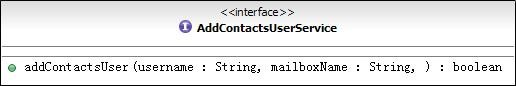 <<interface>>
AddContactsUserService
addContactsUser(username : String, mailboxName : String, ) : boolean